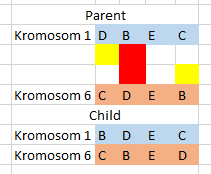 Parent
Kromosom 1 D B E C
Kromosom 6 C D E B
Child
Kromosom 1 B D E C
Kromosom 6 C B E D